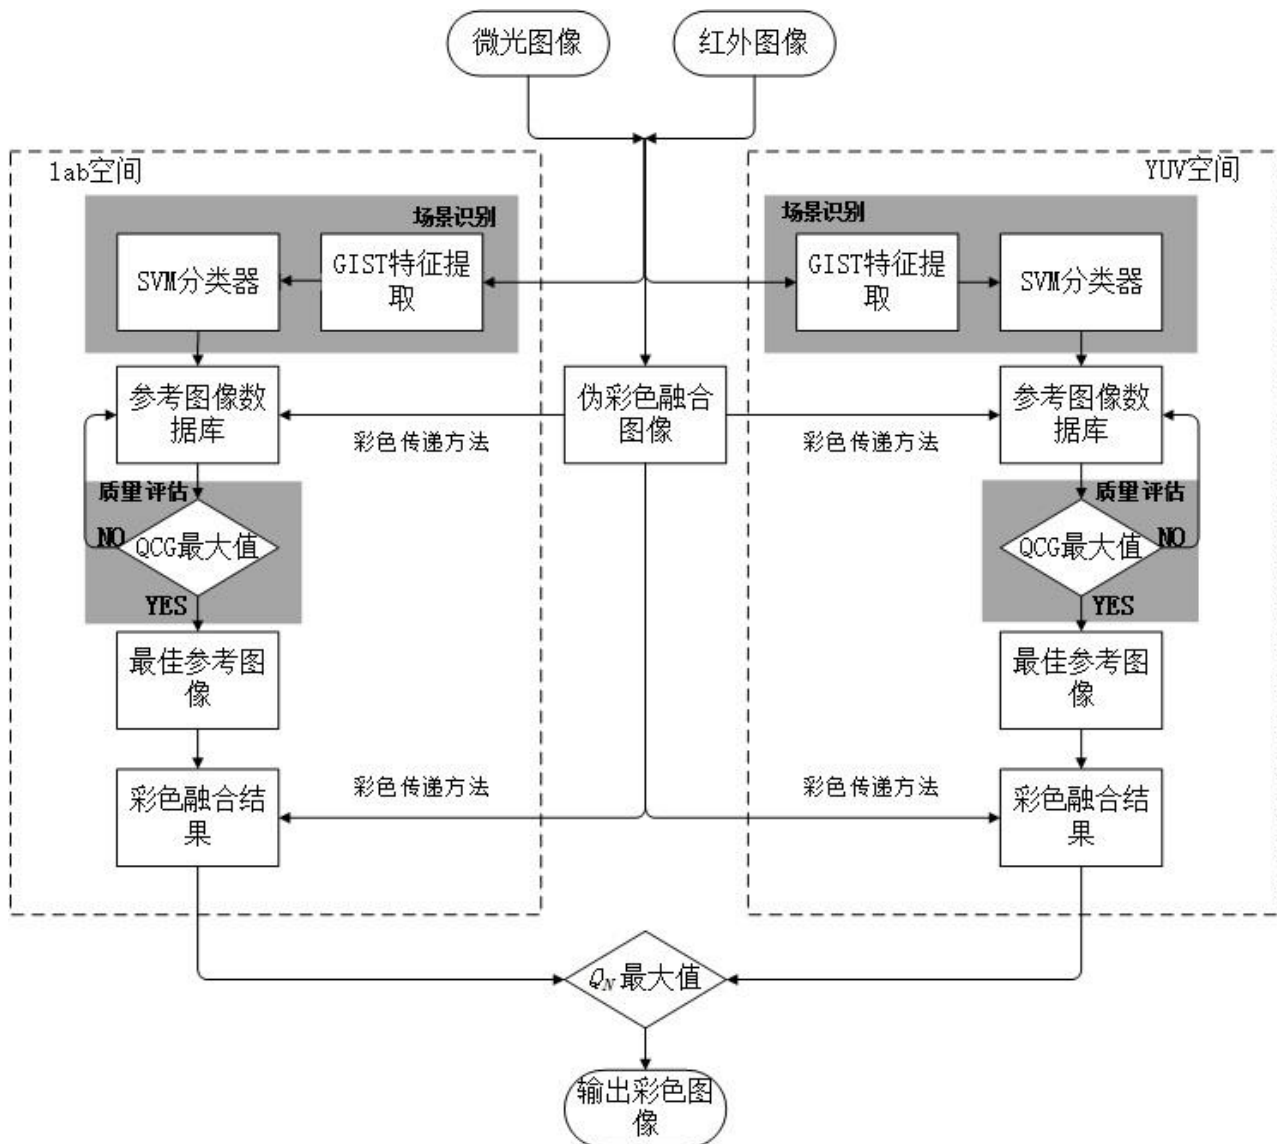 微光图像
红外图像
lab空间
YUV空间
场景识别
场景识别
SVM分类器
GIST特征提
取
GIST特征提
取
SVM分类器
参考图像数
据库
伪彩色融合
图像
参考图像数
据库
彩色传递方法
彩色传递方法
质量评估
质量评估
NO
QCG最大值
QCG最大值
NO
YES
YES
最佳参考图
像
最佳参考图
像
彩色传递方法
彩色传递方法
彩色融合结
果
彩色融合结
果
Q_N最大值
输出彩色图
像